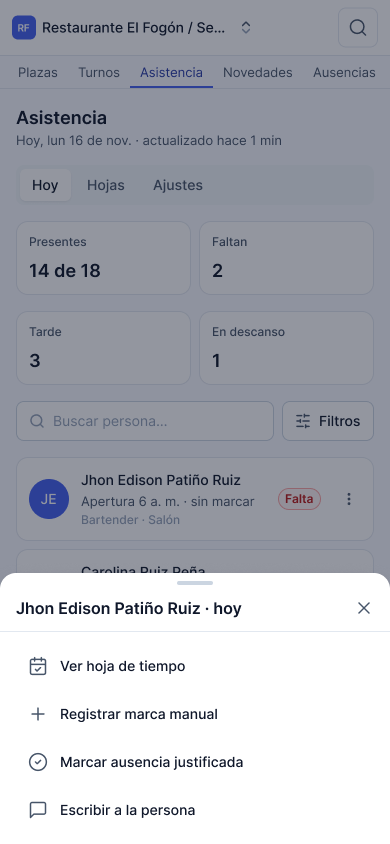 RF Restaurante El Fogón / Se...
Plazas Turnos Asistencia Novedades Ausencias
Asistencia
Hoy, lun 16 de nov. · actualizado hace 1 min
Hoy Hojas Ajustes
Presentes
14 de 18
Faltan
2
Tarde
3
En descanso
1
Buscar persona...
Filtros
JE
Jhon Edison Patiño Ruiz
Apertura 6 a. m. · sin marcar
Bartender · Salón
Falta
Carolina Ruiz Peña
Jhon Edison Patiño Ruiz · hoy
Ver hoja de tiempo
Registrar marca manual
Marcar ausencia justificada
Escribir a la persona